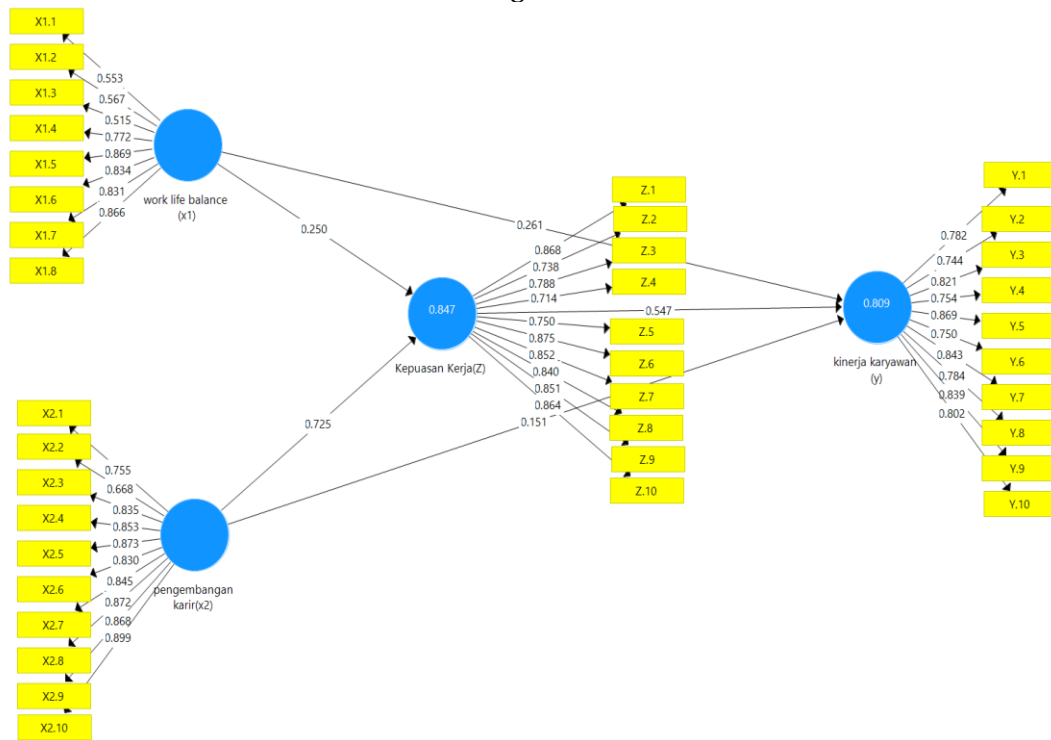 X1.1
X1.2
X1.3
X1.4
X1.5
X1.6
X1.7
X1.8
0.553
0.567
0.515
0.772
0.869
0.834
0.831
0.866
work life balance
(x1)
0.250
0.261
X2.1
X2.2
X2.3
X2.4
X2.5
X2.6
X2.7
X2.8
X2.9
X2.10
0.755
0.668
0.835
0.853
0.873
0.830
0.845
0.872
0.868
0.899
pengembangan
karir(x2)
0.725
0.151
0.847
Kepuasan Kerja(Z)
0.547
0.868
0.738
0.788
0.714
0.750
0.875
0.852
0.840
0.851
0.864
Z.1
Z.2
Z.3
Z.4
Z.5
Z.6
Z.7
Z.8
Z.9
Z.10
0.809
kinerja karyawan
(y)
0.782
0.744
0.821
0.754
0.869
0.750
0.843
0.784
0.839
0.802
Y.1
Y.2
Y.3
Y.4
Y.5
Y.6
Y.7
Y.8
Y.9
Y.10